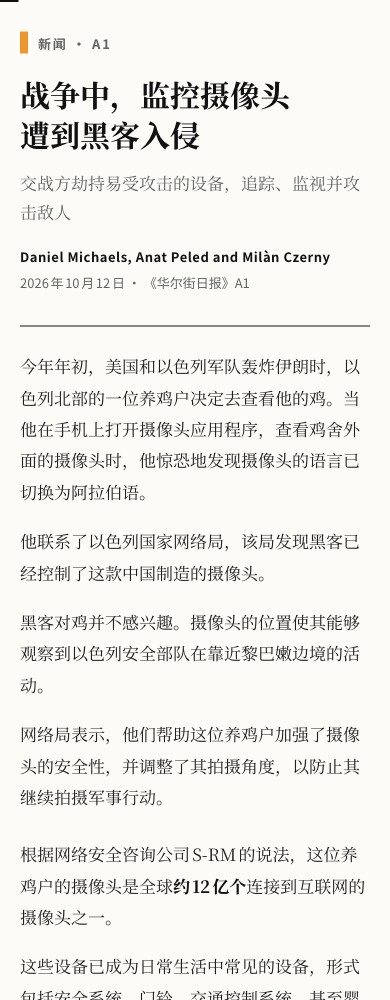 新闻 • A1
战争中，监控摄像头
遭到黑客入侵
交战方劫持易受攻击的设备，追踪、监视并攻
击敌人
Daniel Michaels, Anat Peled and Milàn Czerny
2026年10月12日 • 《华尔街日报》A1
今年年初，美国和以色列军队轰炸伊朗时，以
色列北部的一位养鸡户决定去查看他的鸡。当
他在手机上打开摄像头应用程序，查看鸡舍外
面的摄像头时，他惊恐地发现摄像头的语言已
切换为阿拉伯语。
他联系了以色列国家网络局，该局发现黑客已
经控制了这款中国制造的摄像头。
黑客对鸡并不感兴趣。摄像头的位置使其能够
观察到以色列安全部队在靠近黎巴嫩边境的活
动。
网络局表示，他们帮助这位养鸡户加强了摄像
头的安全性，并调整了其拍摄角度，以防止其
继续拍摄军事行动。
根据网络安全咨询公司S-RM的说法，这位养
鸡户的摄像头是全球约12亿个连接到互联网的
摄像头之一。
这些设备已成为日常生活中常见的设备，形式
包括安全系统、门铃、交通控制系统，甚至婴